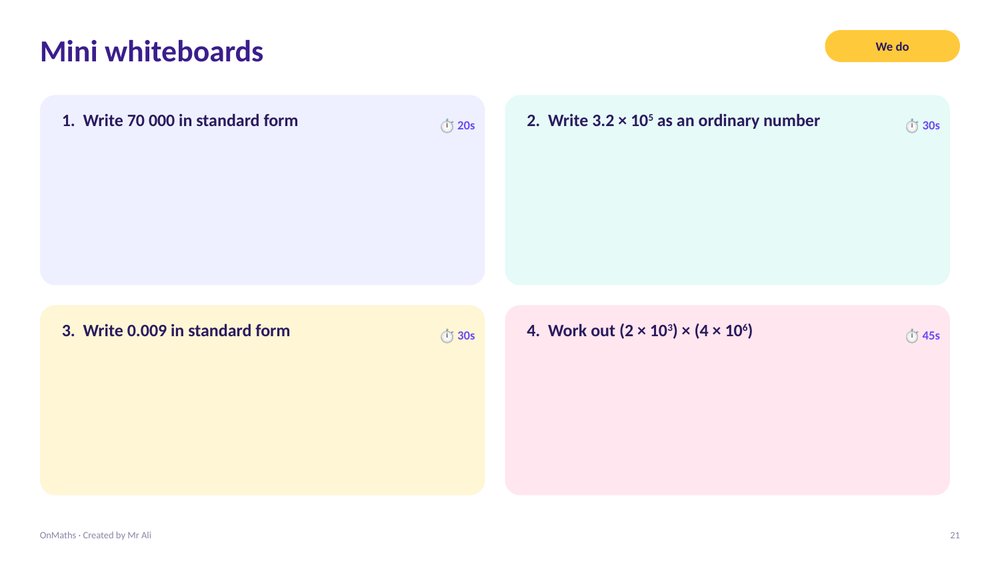 Mini whiteboards
We do
1. Write 70 000 in standard form
⏱ 20s
2. Write 3.2 × 10⁵ as an ordinary number
⏱ 30s
3. Write 0.009 in standard form
⏱ 30s
4. Work out (2 × 10³) × (4 × 10⁶)
⏱ 45s
OnMaths · Created by Mr Ali
21